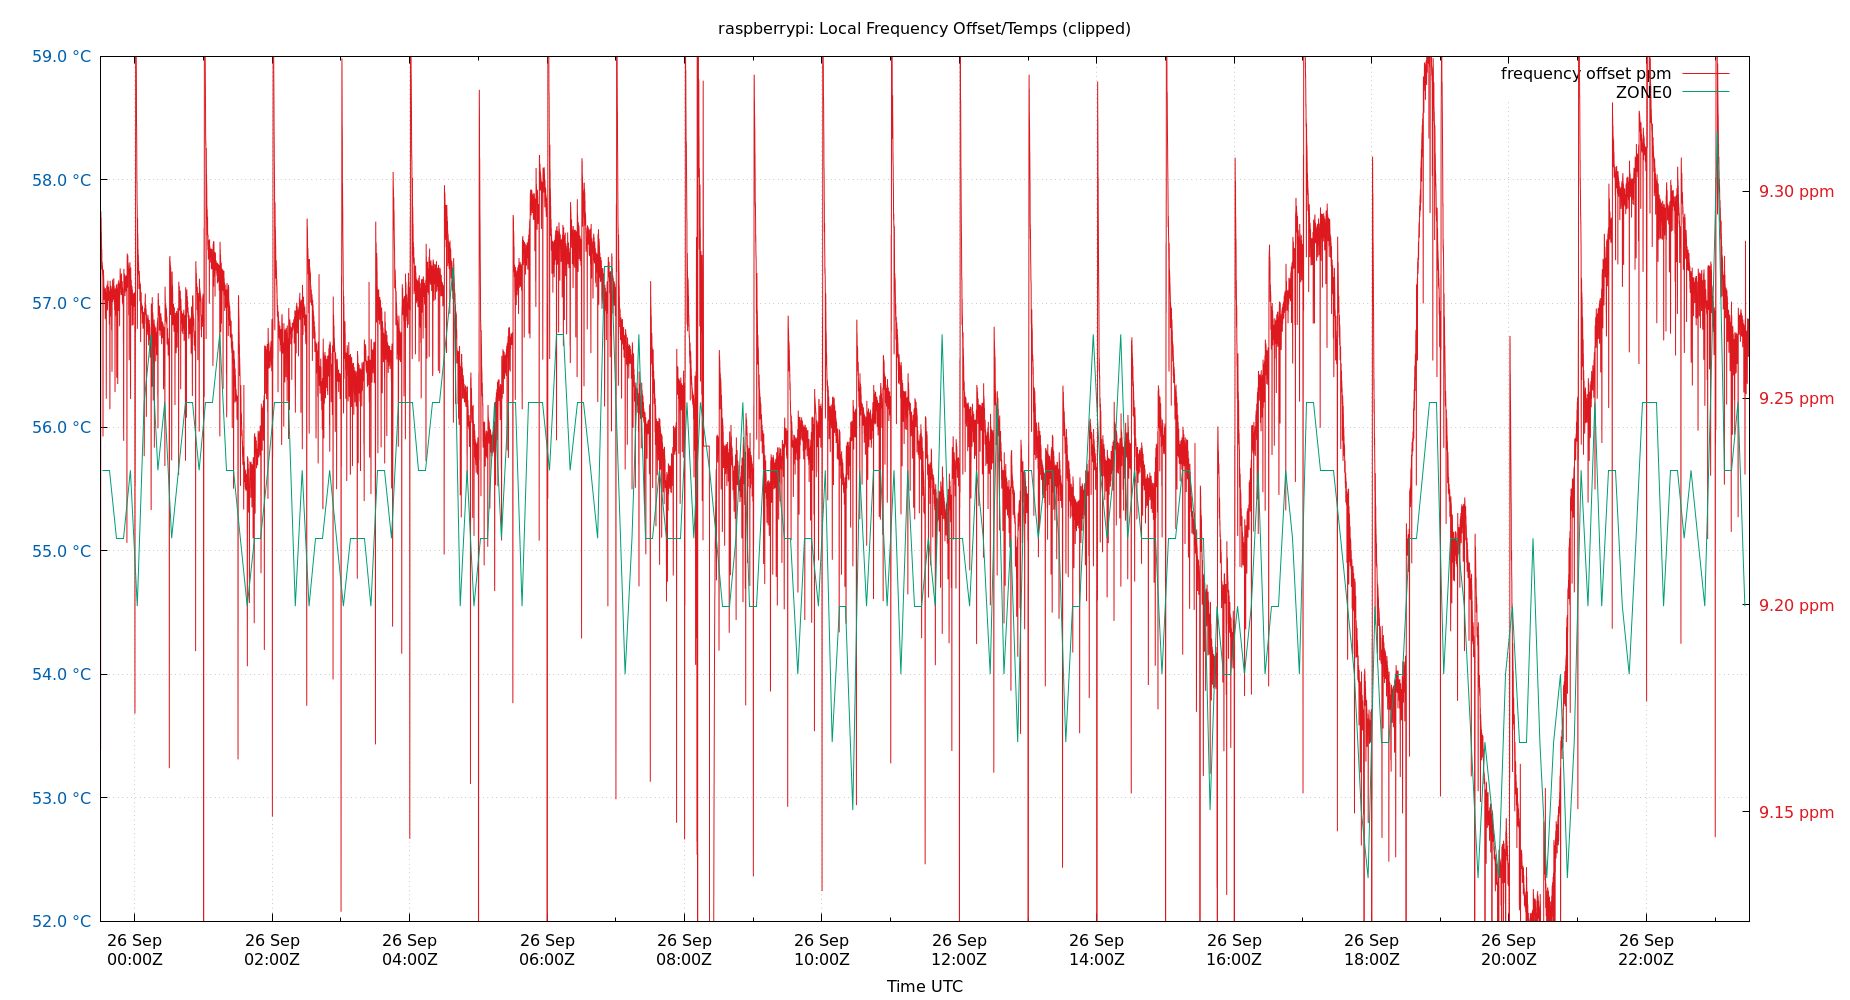 raspberrypi: Local Frequency Offset/Temps (clipped)
frequency offset ppm
ZONE0
59.0 °C
58.0 °C
57.0 °C
56.0 °C
55.0 °C
54.0 °C
53.0 °C
52.0 °C
9.30 ppm
9.25 ppm
9.20 ppm
9.15 ppm
26 Sep 26 Sep 26 Sep 26 Sep 26 Sep 26 Sep 26 Sep 26 Sep 26 Sep 26 Sep 26 Sep 26 Sep
00:00Z 02:00Z 04:00Z 06:00Z 08:00Z 10:00Z 12:00Z 14:00Z 16:00Z 18:00Z 20:00Z 22:00Z
Time UTC